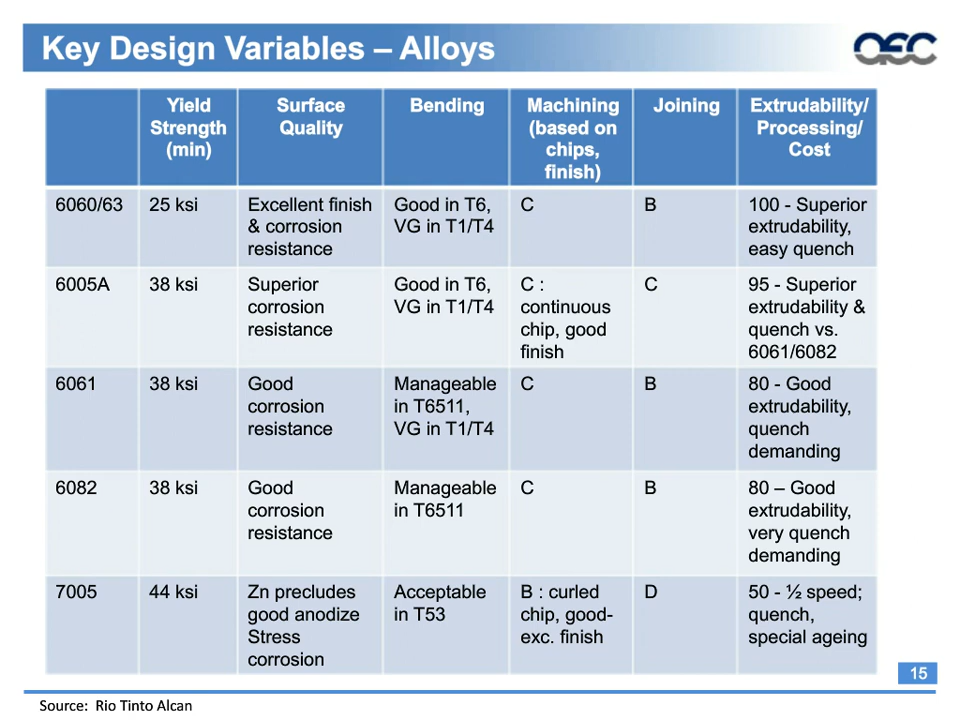 Key Design Variables – Alloys
AEC
Yield
Strength
(min)
Surface
Quality
Bending
Machining
(based on
chips,
finish)
Joining
Extrudability/
Processing/
Cost
6060/63
25 ksi
Excellent finish
& corrosion
resistance
Good in T6,
VG in T1/T4
C
B
100 - Superior
extrudability,
easy quench
6005A
38 ksi
Superior
corrosion
resistance
Good in T6,
VG in T1/T4
C :
continuous
chip, good
finish
C
95 - Superior
extrudability &
quench vs.
6061/6082
6061
38 ksi
Good
corrosion
resistance
Manageable
in T6511,
VG in T1/T4
C
B
80 - Good
extrudability,
quench
demanding
6082
38 ksi
Good
corrosion
resistance
Manageable
in T6511
C
B
80 – Good
extrudability,
very quench
demanding
7005
44 ksi
Zn precludes
good anodize
Stress
corrosion
Acceptable
in T53
B : curled
chip, good-
exc. finish
D
50 - ½ speed;
quench,
special ageing
15
Source: Rio Tinto Alcan